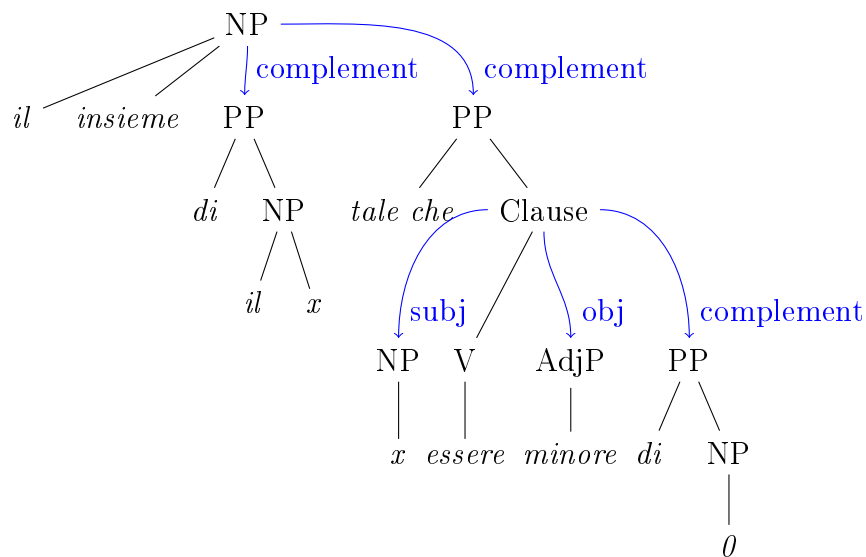 NP
complement complement
il insieme PP PP
di NP tale che Clause
il x subj obj complement
NP V AdjP PP
x essere minore di NP
0